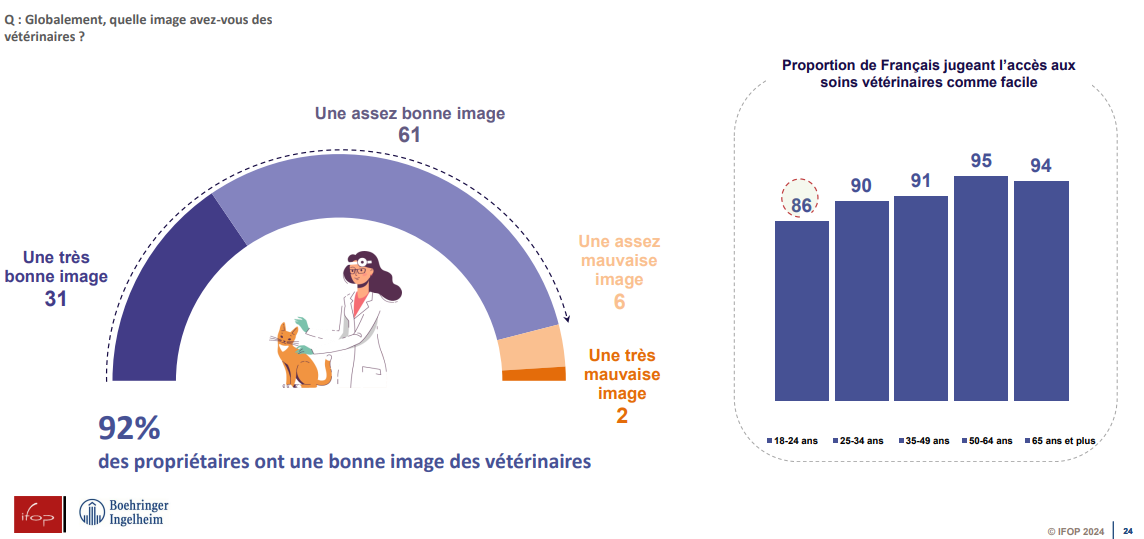 Q : Globalement, quelle image avez-vous des
vétérinaires ?
Une assez bonne image
61
Une très
bonne image
31
Une assez
mauvaise
image
6
Une très
mauvaise
image
2
92%
des propriétaires ont une bonne image des vétérinaires
Proportion de Français jugeant l'accès aux
soins vétérinaires comme facile
86
90
91
95
94
18-24 ans
25-34 ans
35-49 ans
50-64 ans
65 ans et plus
ifop
Boehringer
Ingelheim
© IFOP 2024
24